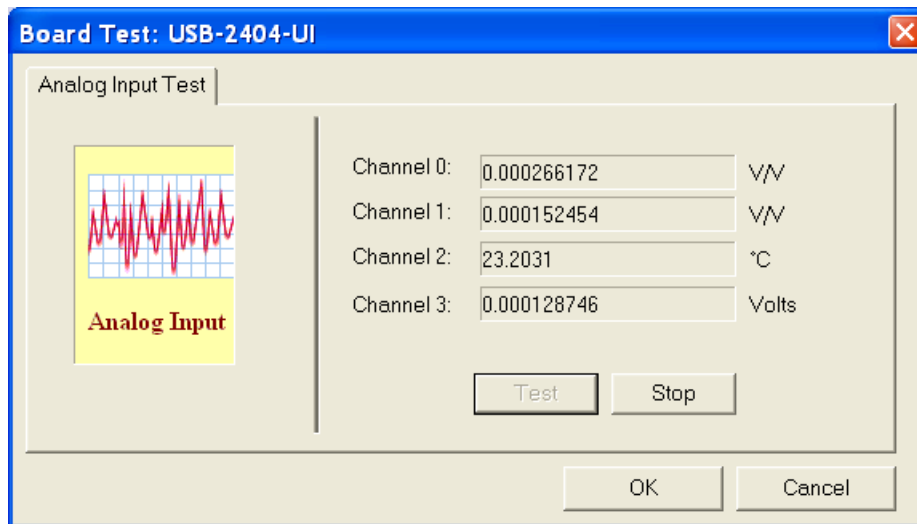 Board Test: USB-2404-UI
Analog Input Test
Channel 0: 0.000266172 V/V
Channel 1: 0.000152454 V/V
Channel 2: 23.2031 °C
Channel 3: 0.000128746 Volts
Analog Input
Test Stop
OK Cancel